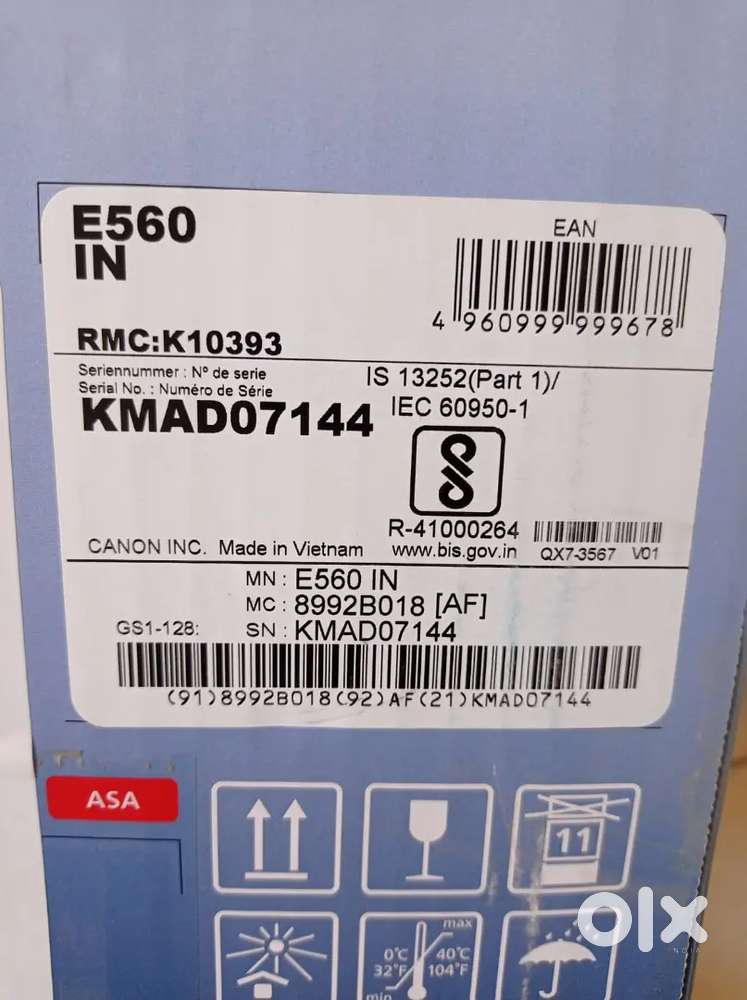 E560
IN
EAN
4 960999 999678
RMC:K10393
Seriennummer : Nº de serie
Serial No. : Numéro de Série
KMAD07144
IS 13252(Part 1)/
IEC 60950-1
R-41000264
CANON INC. Made in Vietnam
www.bis.gov.in
QX7-3567 V01
MN : E560 IN
MC : 8992B018 [AF]
GS1-128:
SN : KMAD07144
(91)8992B018(92)AF(21)KMAD07144
ASA
11
max
0°C 40°C
32°F 104°F
min
olx
INDIA